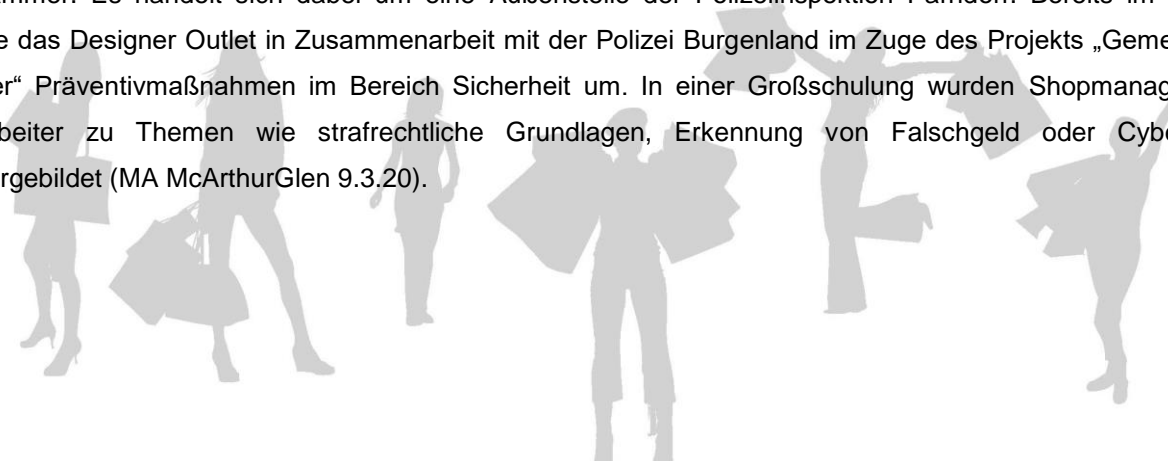 ammen. Es handelt sich dabei um eine Außenstelle der Polizeiinspektion Parndorf. Bereits im
e das Designer Outlet in Zusammenarbeit mit der Polizei Burgenland im Zuge des Projekts „Geme
er“ Präventivmaßnahmen im Bereich Sicherheit um. In einer Großschulung wurden Shopmanag
beiter zu Themen wie strafrechtliche Grundlagen, Erkennung von Falschgeld oder Cybe
rgebildet (MA McArthurGlen 9.3.20).